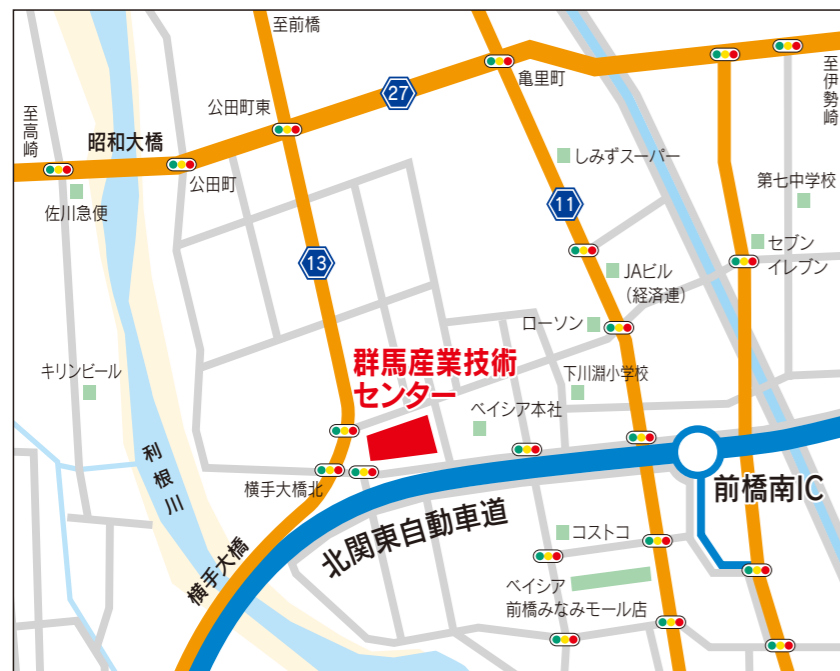 至前橋
27
亀里町
至伊勢崎
公田町東
至高崎
昭和大橋
公田町
佐川急便
しみずスーパー
第七中学校
11
セブン
イレブン
13
JAビル
(経済連)
ローソン
群馬産業技術
センター
下川淵小学校
キリンビール
ベイシア本社
利根川
横手大橋北
前橋南IC
北関東自動車道
横手大橋
コストコ
ベイシア
前橋みなみモール店